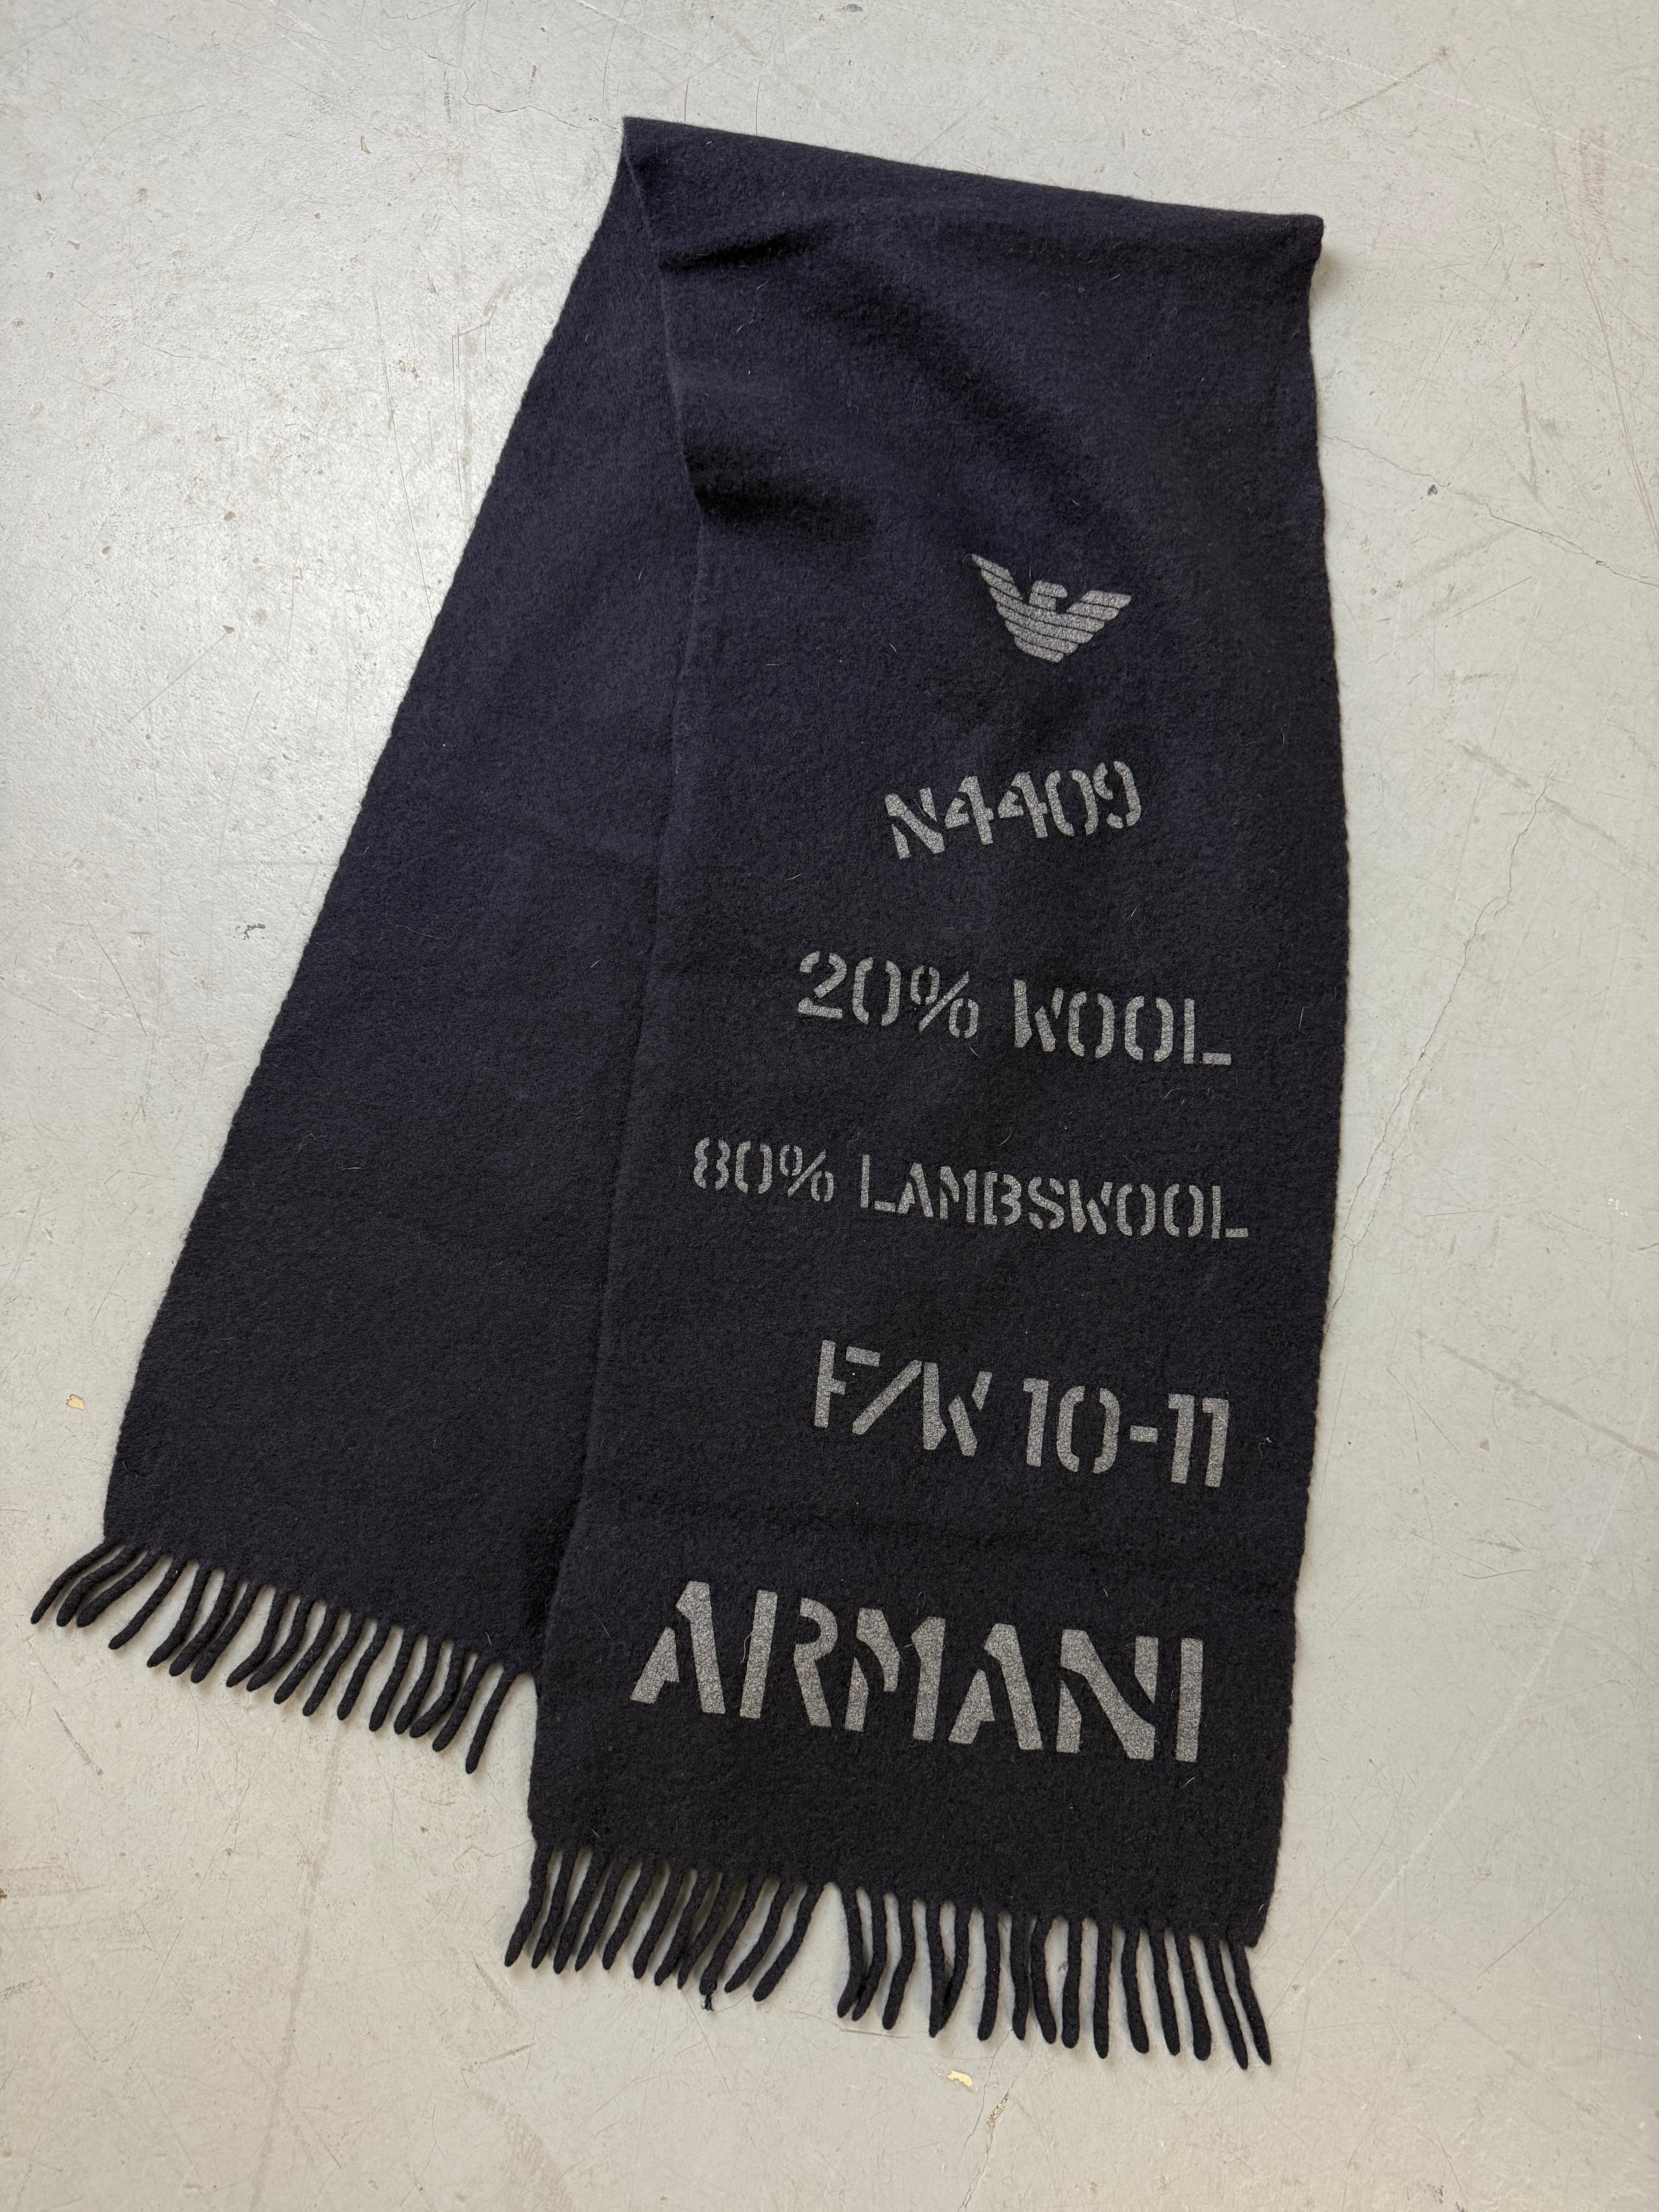 N4409
20% WOOL
80% LAMBSWOOL
F/W 10-11
ARMANI